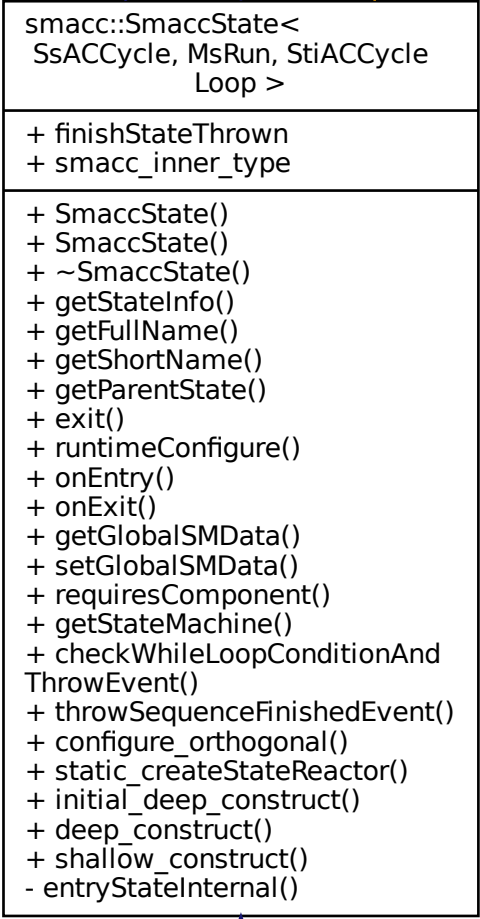 smacc::SmaccState<
SsACCycle, MsRun, StiACCycle
Loop >
+ finishStateThrown
+ smacc_inner_type
+ SmaccState()
+ SmaccState()
+ ~SmaccState()
+ getStateInfo()
+ getFullName()
+ getShortName()
+ getParentState()
+ exit()
+ runtimeConfigure()
+ onEntry()
+ onExit()
+ getGlobalSMData()
+ setGlobalSMData()
+ requiresComponent()
+ getStateMachine()
+ checkWhileLoopConditionAnd
ThrowEvent()
+ throwSequenceFinishedEvent()
+ configure_orthogonal()
+ static_createStateReactor()
+ initial_deep_construct()
+ deep_construct()
+ shallow_construct()
- entryStateInternal()